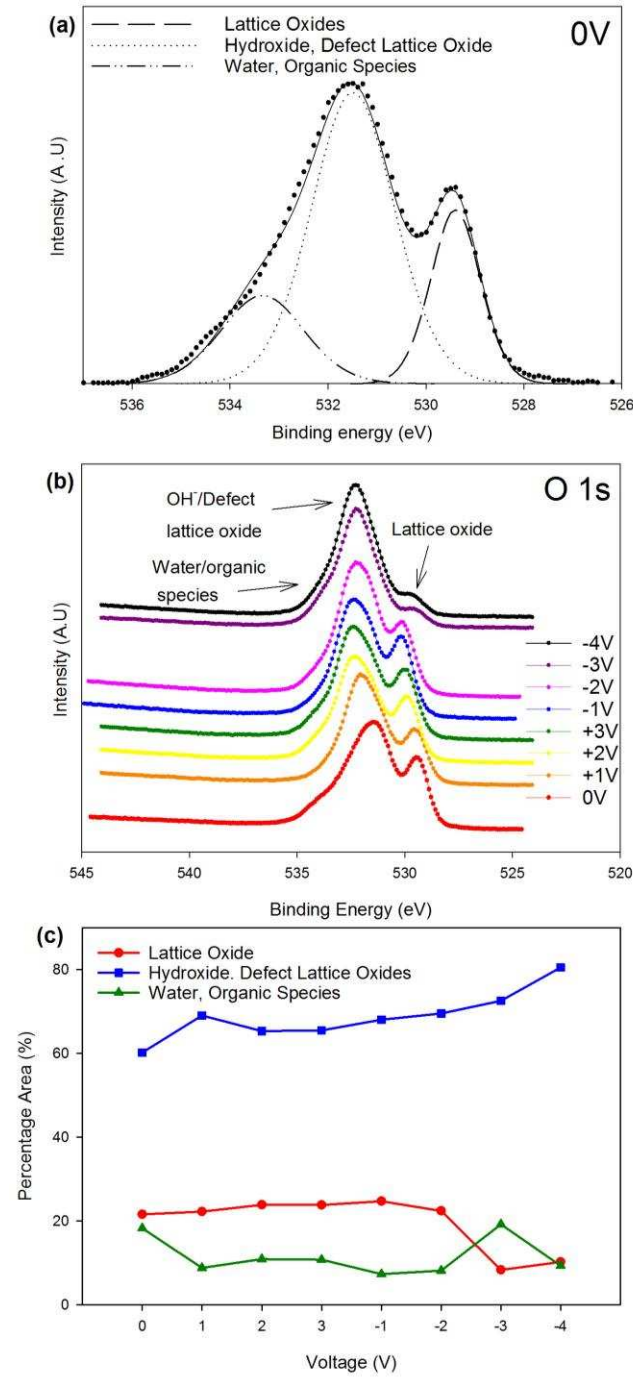 (a)
Lattice Oxides
Hydroxide, Defect Lattice Oxide
Water, Organic Species
0V
Intensity (A .U)
536 534 532 530 528 526
Binding energy (eV)
(b)
O 1s
OH⁻/Defect
lattice oxide
Lattice oxide
Water/organic
species
Intensity (A.U)
-4V
-3V
-2V
-1V
+3V
+2V
+1V
0V
545 540 535 530 525 520
Binding Energy (eV)
(c)
Lattice Oxide
Hydroxide. Defect Lattice Oxides
Water, Organic Species
Percentage Area (%)
80
60
40
20
0
0 1 2 3 -1 -2 -3 -4
Voltage (V)